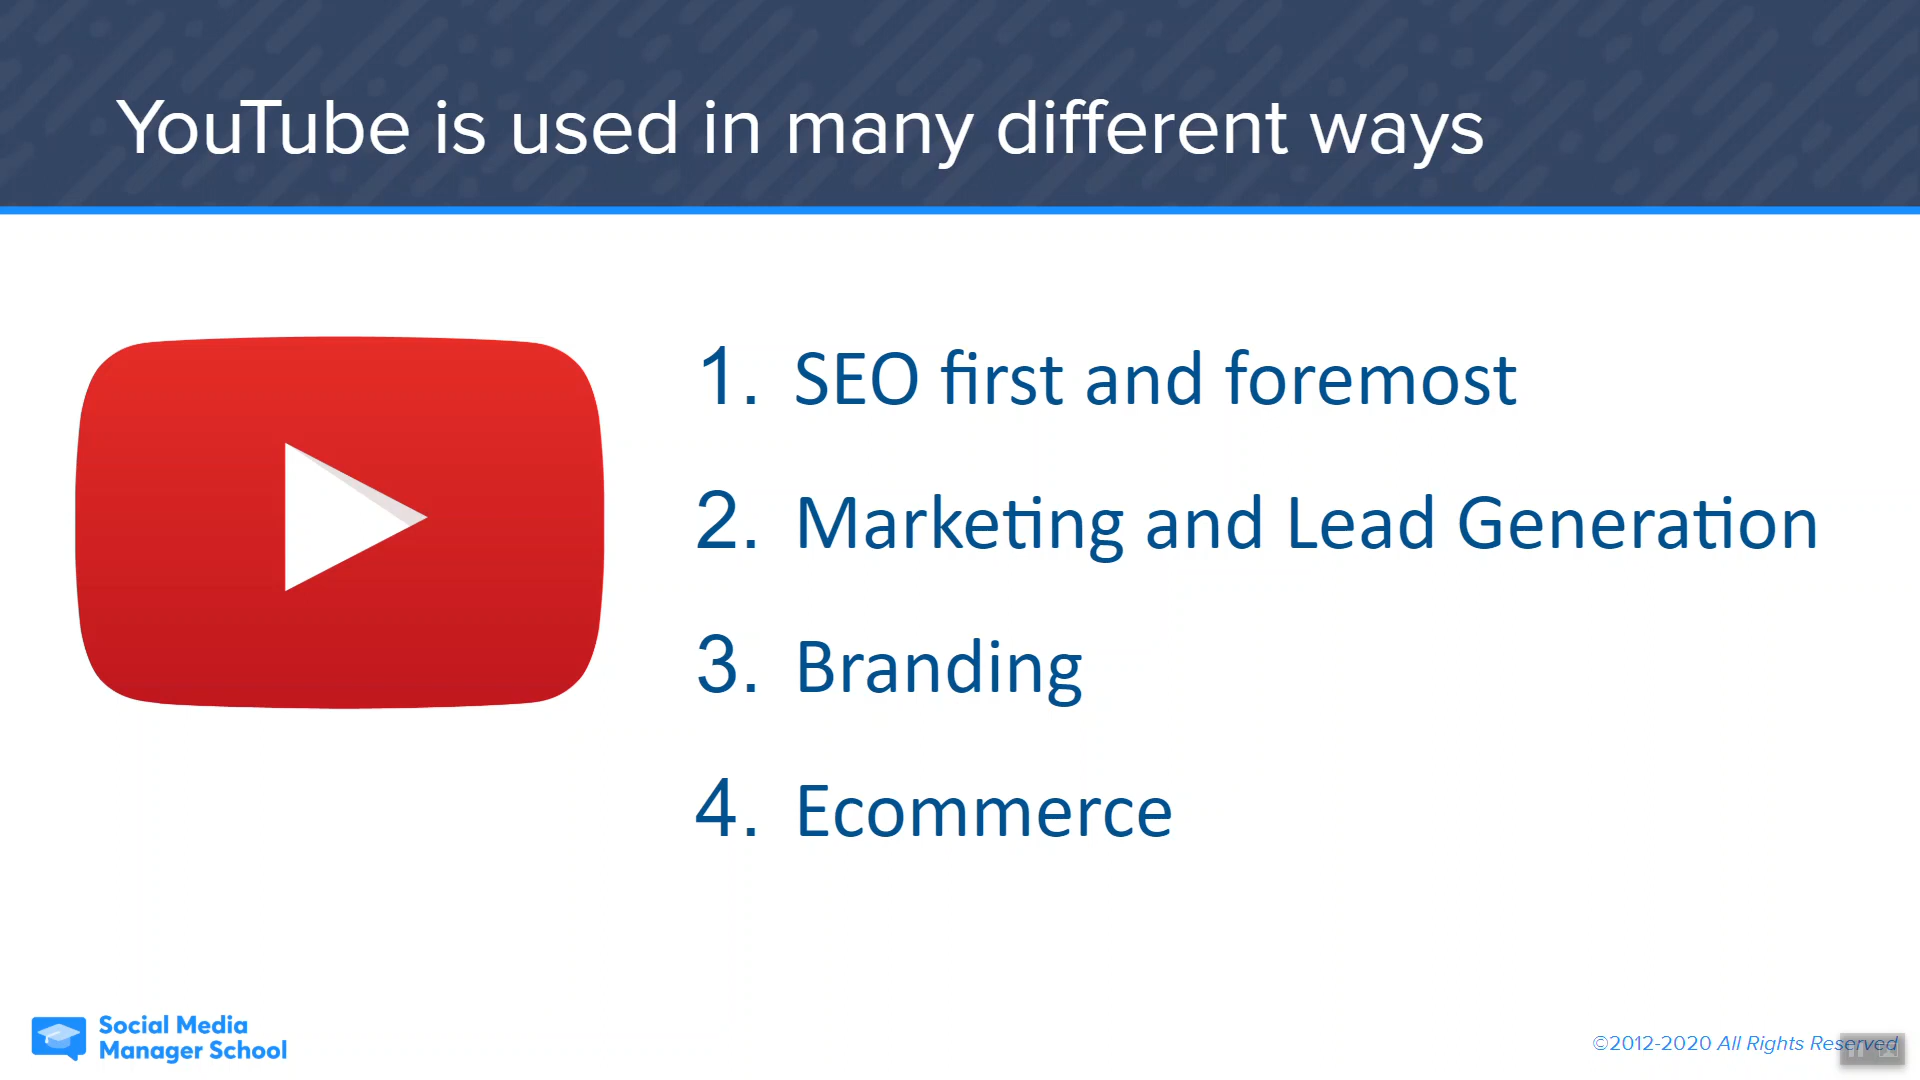 YouTube is used in many different ways
1. SEO first and foremost
2. Marketing and Lead Generation
3. Branding
4. Ecommerce
Social Media
Manager School
©2012-2020 All Rights Reserved